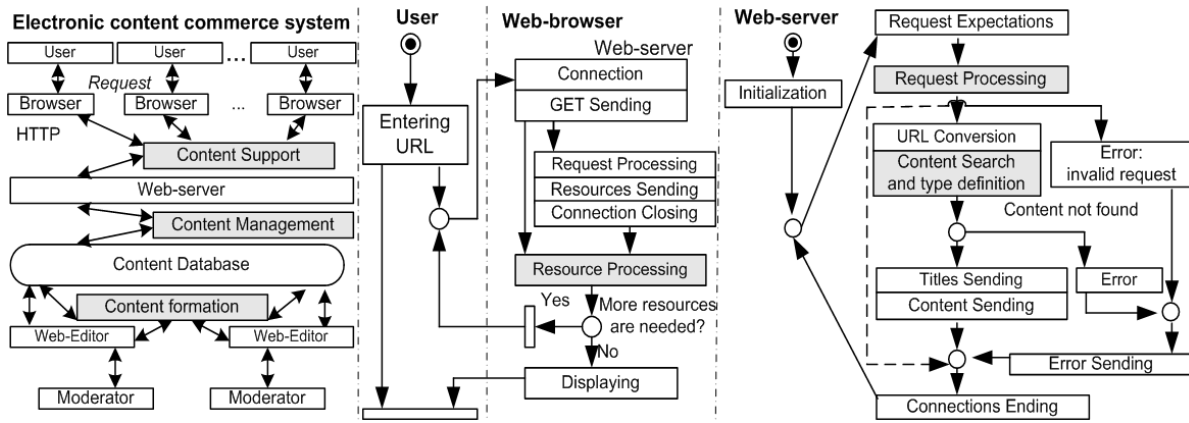 Electronic content commerce system
User
User
...
User
Request
Browser
Browser
...
Browser
HTTP
Content Support
Web-server
Content Management
Content Database
Content formation
Web-Editor
Web-Editor
Moderator
Moderator
User
Entering
URL
Web-browser
Web-server
Connection
GET Sending
Request Processing
Resources Sending
Connection Closing
Resource Processing
Yes
More resources
are needed?
No
Displaying
Web-server
Initialization
Request Expectations
Request Processing
URL Conversion
Content Search
and type definition
Error:
invalid request
Content not found
Titles Sending
Content Sending
Error
Error Sending
Connections Ending